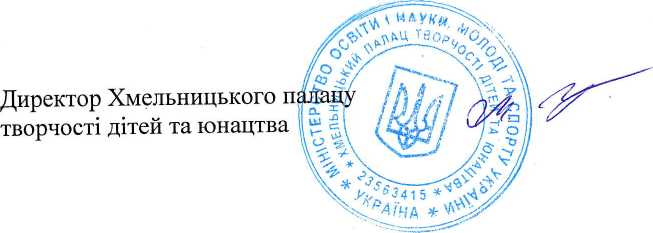 Директор Хмельницького палацу
творчості дітей та юнацтва
МІНІСТЕРСТВО ОСВІТИ І НАУКИ, МОЛОДІ ТА СПОРТУ УКРАЇНИ
* УКРАЇНА *
ХМЕЛЬНИЦЬКИЙ ПАЛАЦ ТВОРЧОСТІ ДІТЕЙ ТА ЮНАЦТВА
* 23563415 *